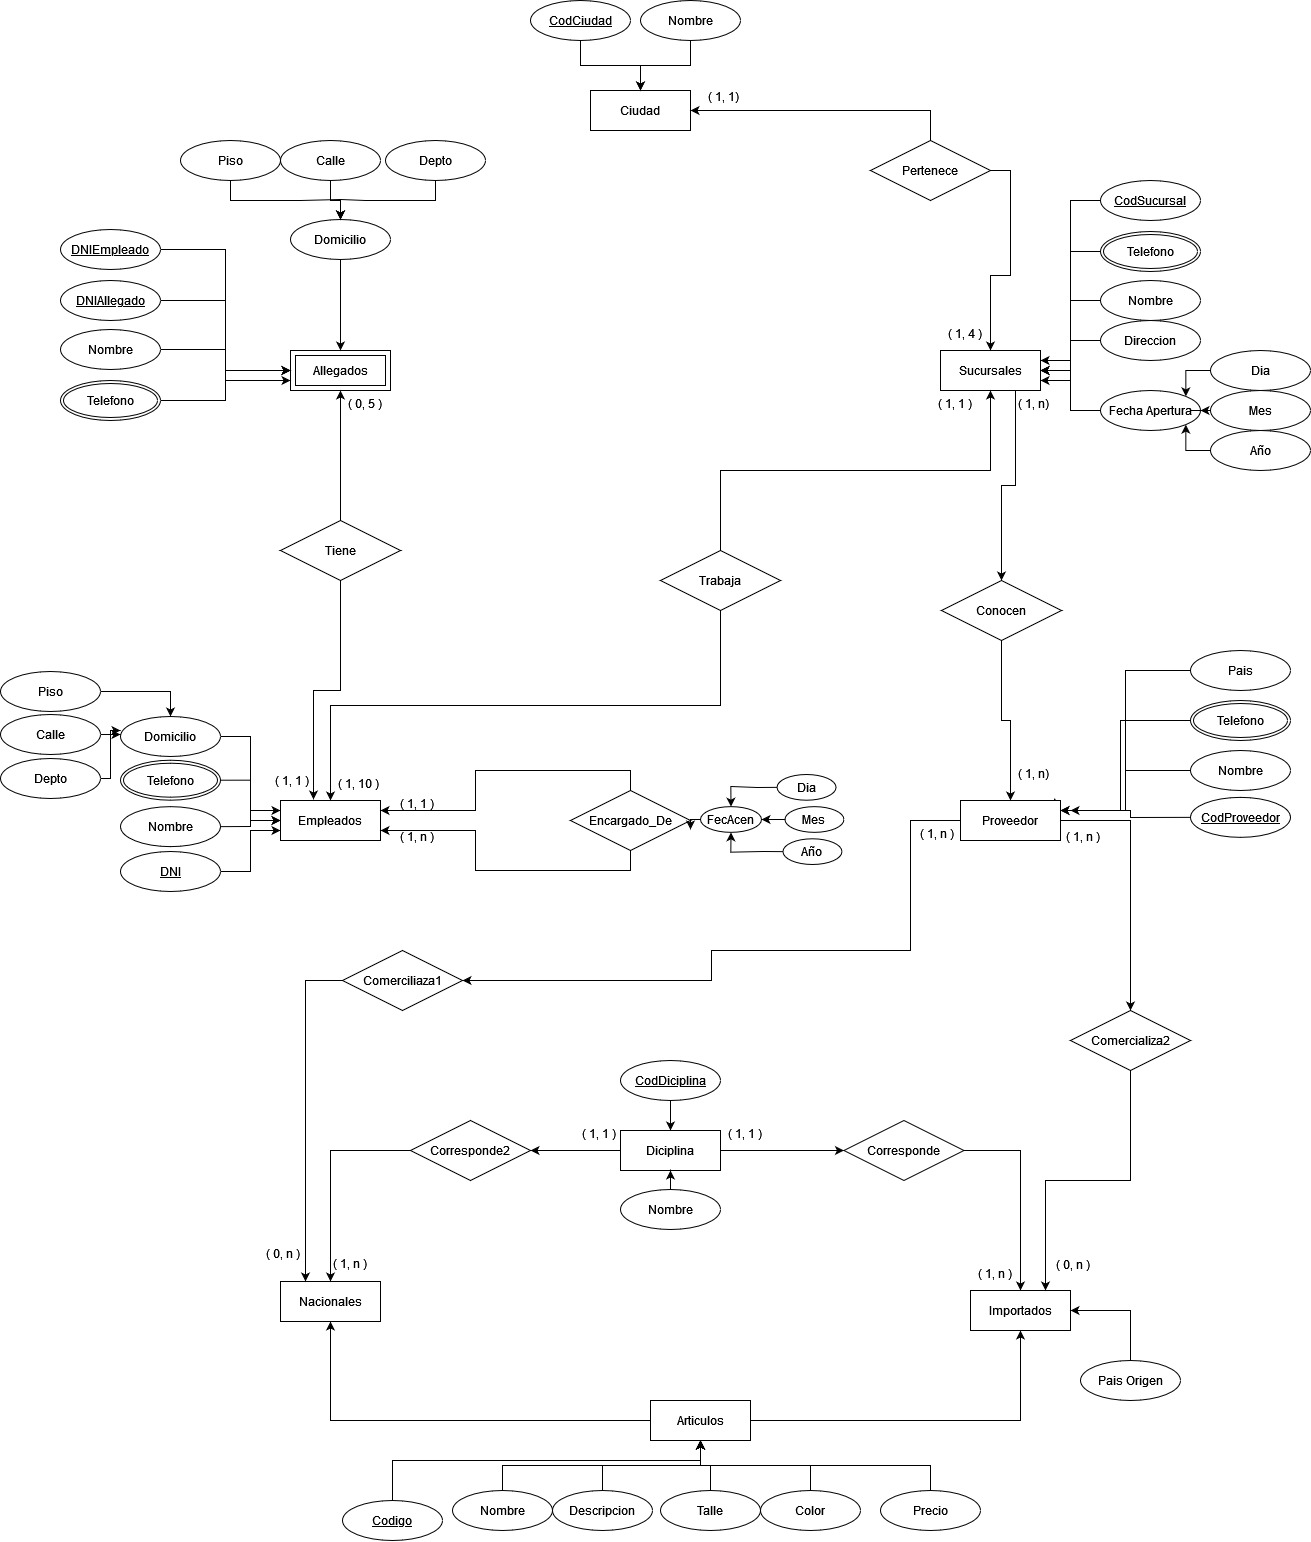 CodCiudad
Nombre
Ciudad
( 1, 1)
Piso
Calle
Depto
Pertenece
Domicilio
DNIEmpleado
DNIAllegado
Nombre
Telefono
Allegados
( 0, 5 )
CodSucursal
Telefono
Nombre
Direccion
Fecha Apertura
Dia
Mes
Año
( 1, 4 )
Sucursales
( 1, 1 )
(1, n)
Tiene
Trabaja
Conocen
Piso
Calle
Depto
Domicilio
Telefono
Nombre
DNI
( 1, 1 )
( 1, 10 )
Empleados
( 1, 1 )
( 1, n )
Encargado_De
FecAcen
Dia
Mes
Año
Pais
Telefono
Nombre
CodProveedor
( 1, n)
Proveedor
( 1, n )
( 1, n )
Comerciliaza1
Comercializa2
CodDiciplina
( 1, 1 )
Diciplina
( 1, 1 )
Corresponde2
Corresponde
Nombre
( 0, n )
( 1, n )
Nacionales
( 1, n )
( 0, n )
Importados
Pais Origen
Articulos
Codigo
Nombre
Descripcion
Talle
Color
Precio